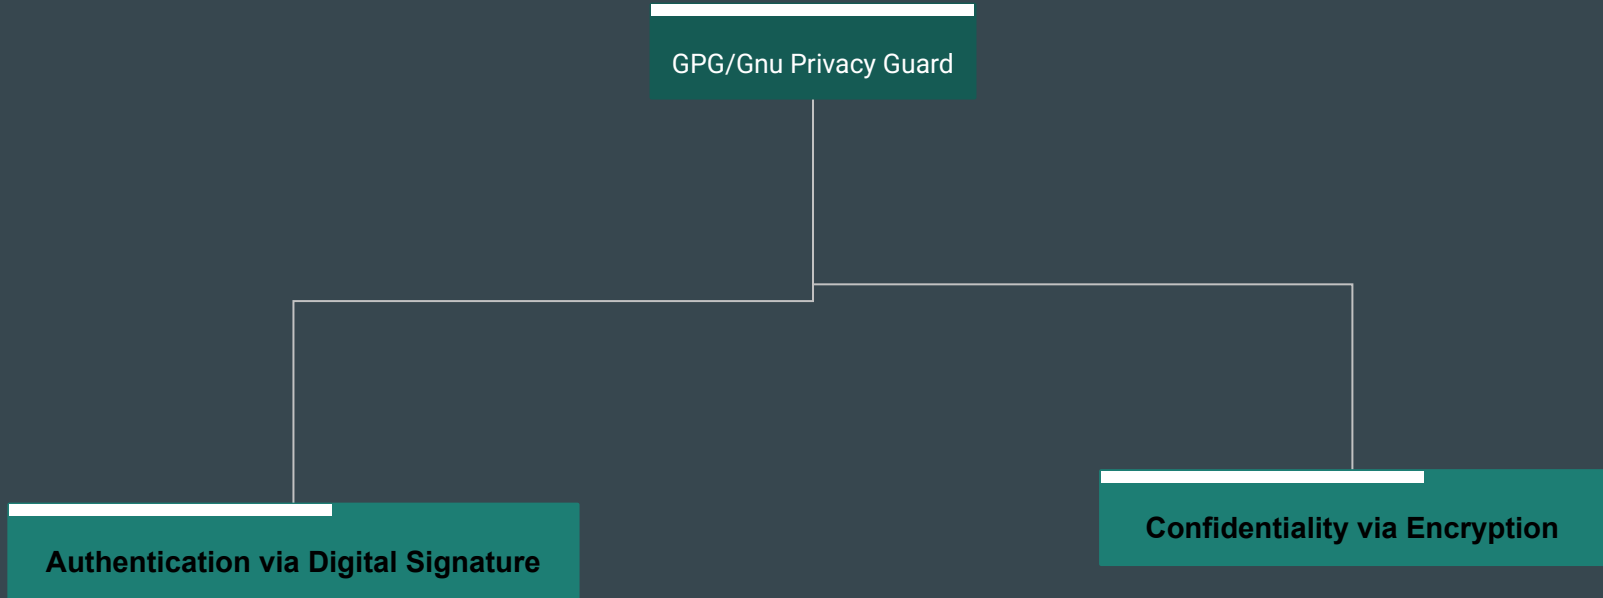 GPG/Gnu Privacy Guard
Authentication via Digital Signature
Confidentiality via Encryption